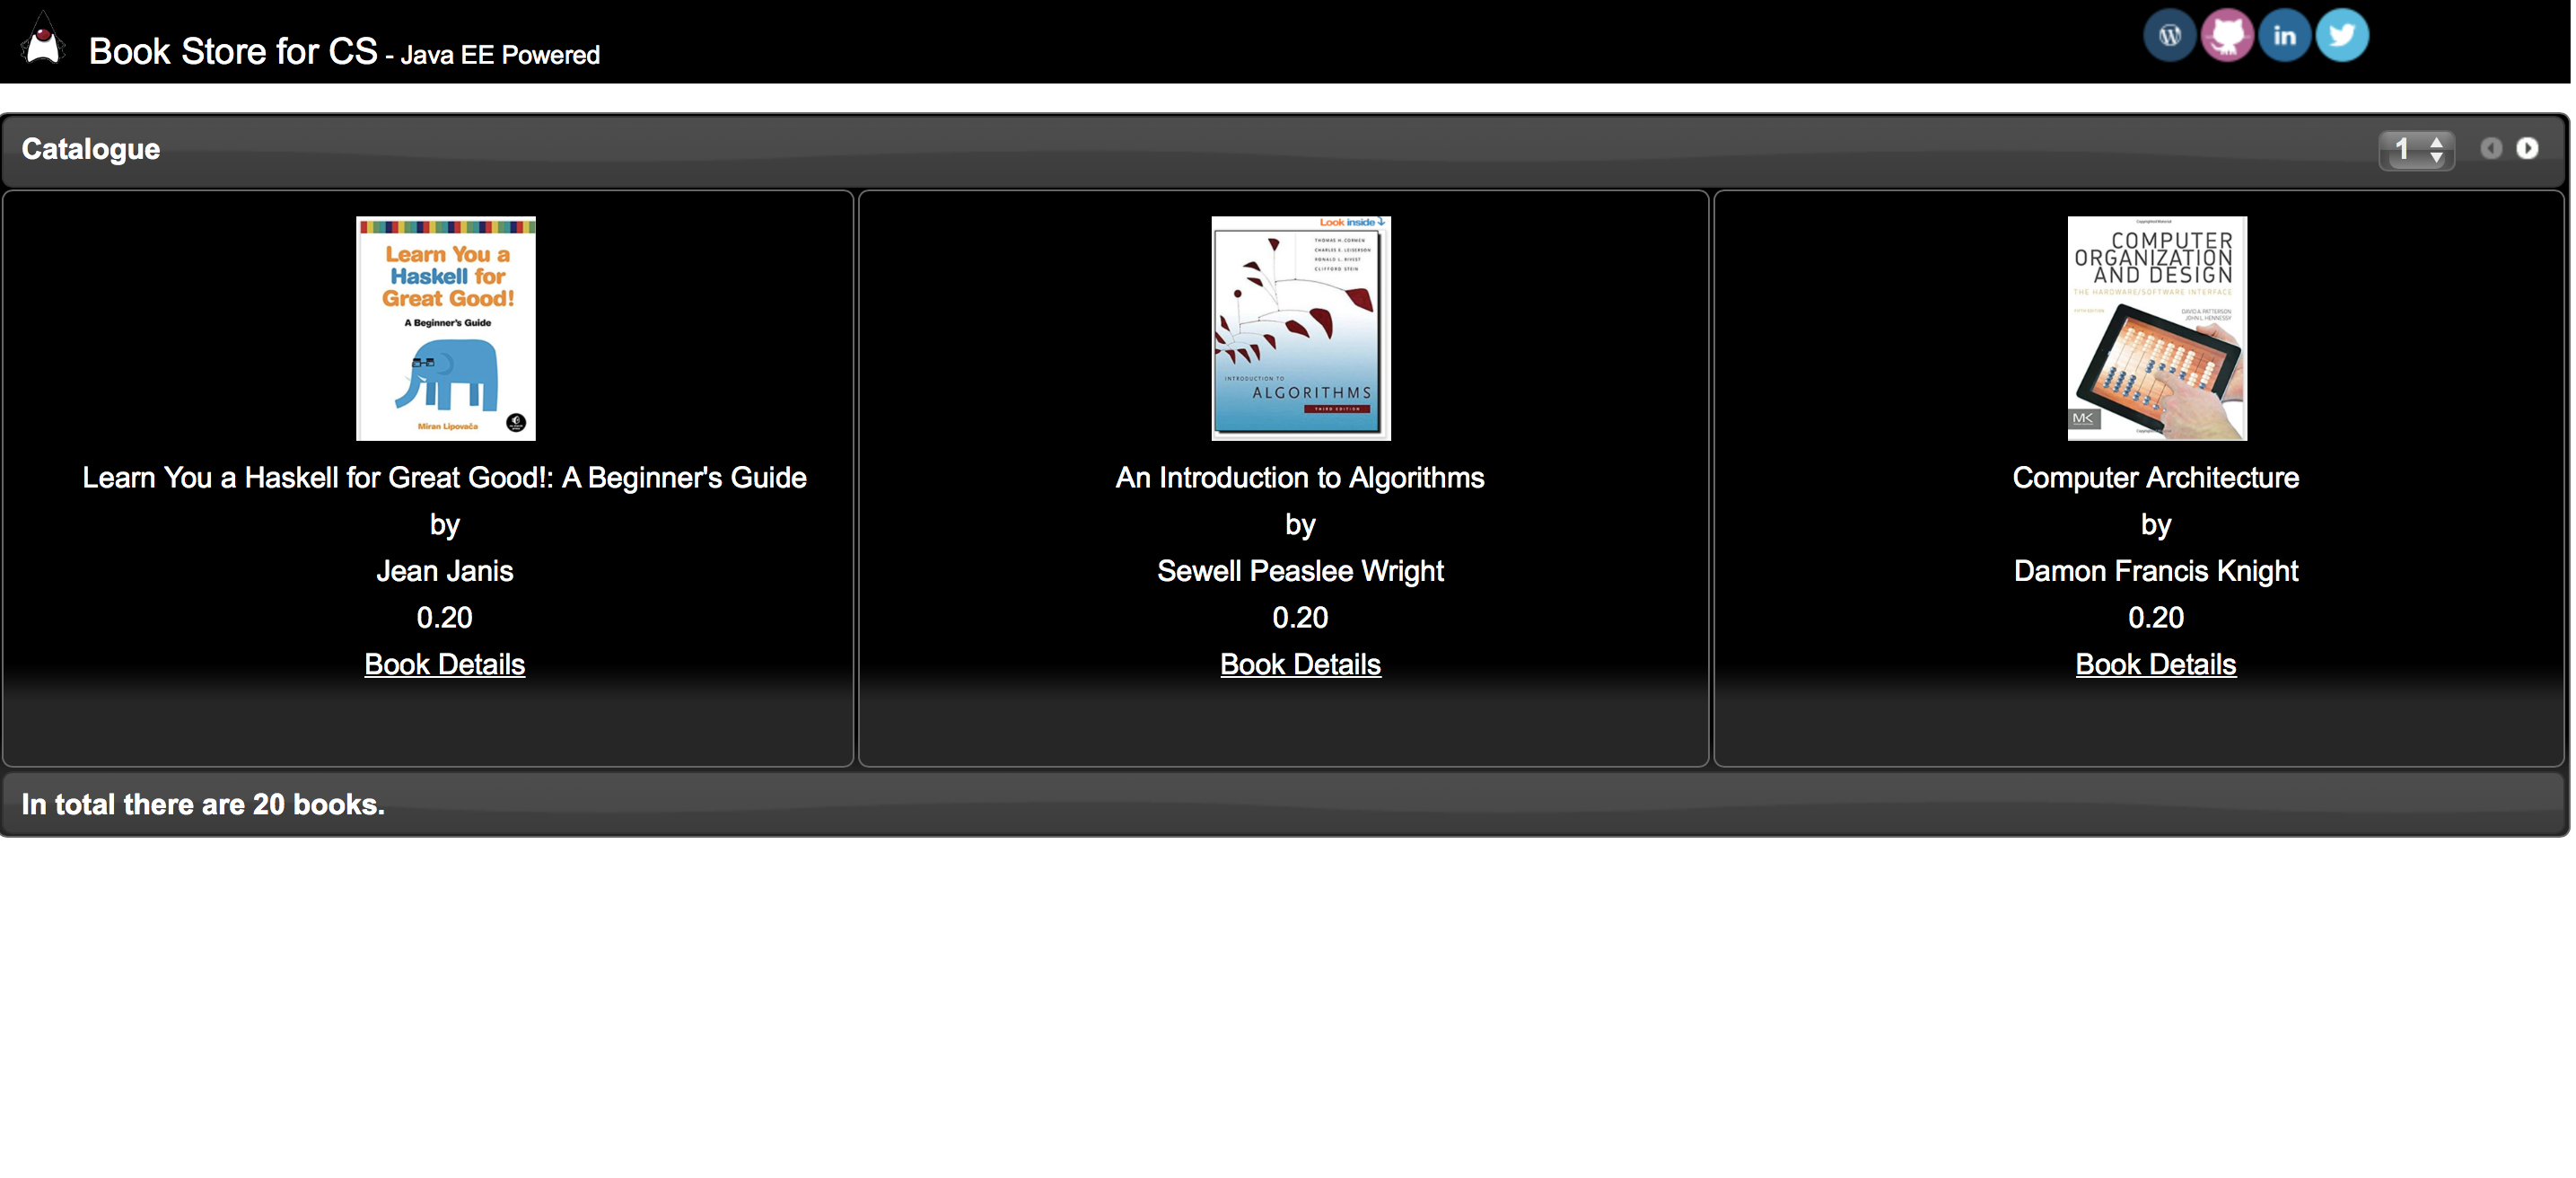 Book Store for CS - Java EE Powered
in
Catalogue
1
Learn You a
Haskell for
Great Good!
A Beginner's Guide
Miran Lipovača
Learn You a Haskell for Great Good!: A Beginner's Guide
by
Jean Janis
0.20
Book Details
Look inside
THOMAS H. CORMEN
CHARLES E. LEISERSON
RONALD L. RIVEST
CLIFFORD STEIN
INTRODUCTION TO
ALGORITHMS
THIRD EDITION
An Introduction to Algorithms
by
Sewell Peaslee Wright
0.20
Book Details
Copyrighted Material
COMPUTER
ORGANIZATION
AND DESIGN
THE HARDWARE/SOFTWARE INTERFACE
FIFTH EDITION
DAVID A. PATTERSON
JOHN L. HENNESSY
MK
Computer Architecture
by
Damon Francis Knight
0.20
Book Details
In total there are 20 books.